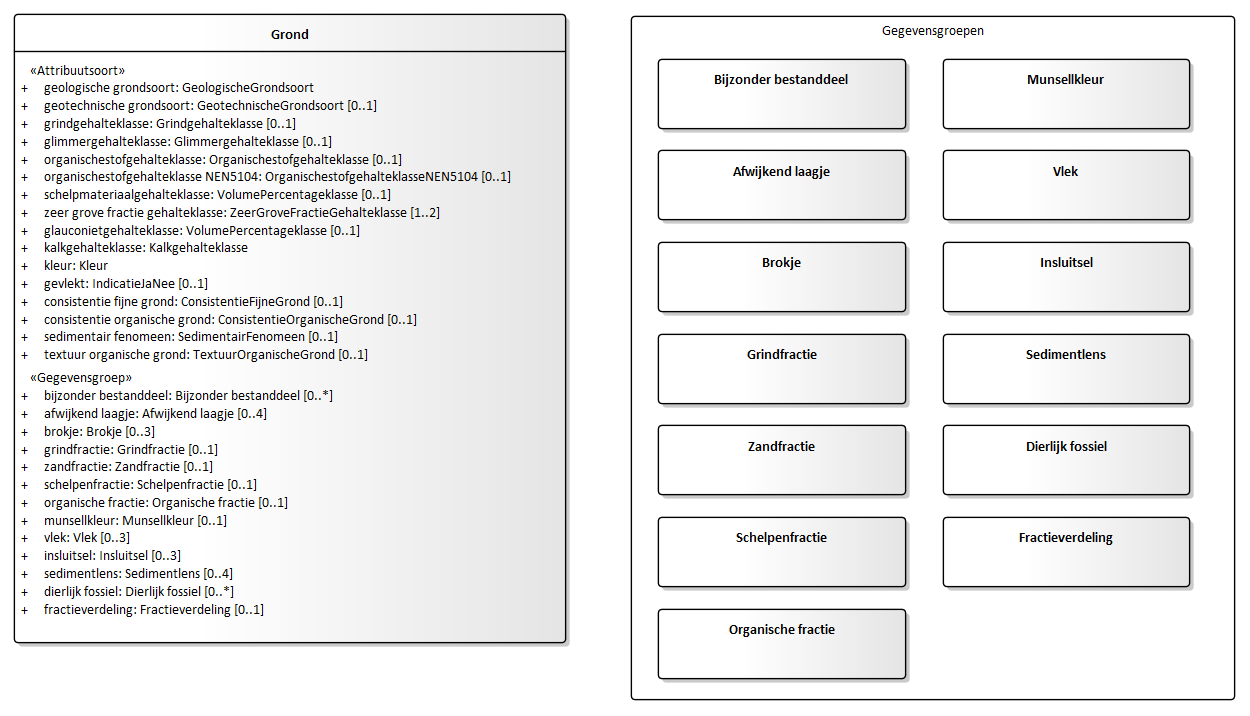 Grond
«Attribuutsoort»
+ geologische grondsoort: GeologischeGrondsoort
+ geotechnische grondsoort: GeotechnischeGrondsoort [0..1]
+ grindgehalteklasse: Grindgehalteklasse [0..1]
+ glimmergehalteklasse: Glimmergehalteklasse [0..1]
+ organischestofgehalteklasse: Organischestofgehalteklasse [0..1]
+ organischestofgehalteklasse NEN5104: OrganischestofgehalteklasseNEN5104 [0..1]
+ schelpmateriaalgehalteklasse: VolumePercentageklasse [0..1]
+ zeer grove fractie gehalteklasse: ZeerGroveFractieGehalteklasse [1..2]
+ glauconietgehalteklasse: VolumePercentageklasse [0..1]
+ kalkgehalteklasse: Kalkgehalteklasse
+ kleur: Kleur
+ gevlekt: IndicatieJaNee [0..1]
+ consistentie fijne grond: ConsistentieFijneGrond [0..1]
+ consistentie organische grond: ConsistentieOrganischeGrond [0..1]
+ sedimentair fenomeen: SedimentairFenomeen [0..1]
+ textuur organische grond: TextuurOrganischeGrond [0..1]
«Gegevensgroep»
+ bijzonder bestanddeel: Bijzonder bestanddeel [0..*]
+ afwijkend laagje: Afwijkend laagje [0..4]
+ brokje: Brokje [0..3]
+ grindfractie: Grindfractie [0..1]
+ zandfractie: Zandfractie [0..1]
+ schelpenfractie: Schelpenfractie [0..1]
+ organische fractie: Organische fractie [0..1]
+ munsellkleur: Munsellkleur [0..1]
+ vlek: Vlek [0..3]
+ insluitsel: Insluitsel [0..3]
+ sedimentlens: Sedimentlens [0..4]
+ dierlijk fossiel: Dierlijk fossiel [0..*]
+ fractieverdeling: Fractieverdeling [0..1]
Gegevensgroepen
Bijzonder bestanddeel
Munsellkleur
Afwijkend laagje
Vlek
Brokje
Insluitsel
Grindfractie
Sedimentlens
Zandfractie
Dierlijk fossiel
Schelpenfractie
Fractieverdeling
Organische fractie